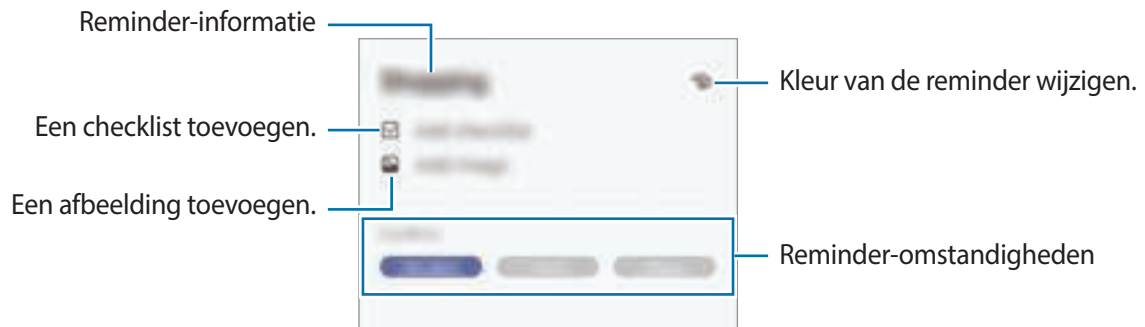 Reminder-informatie
Kleur van de reminder wijzigen.
Een checklist toevoegen.
Een afbeelding toevoegen.
Reminder-omstandigheden